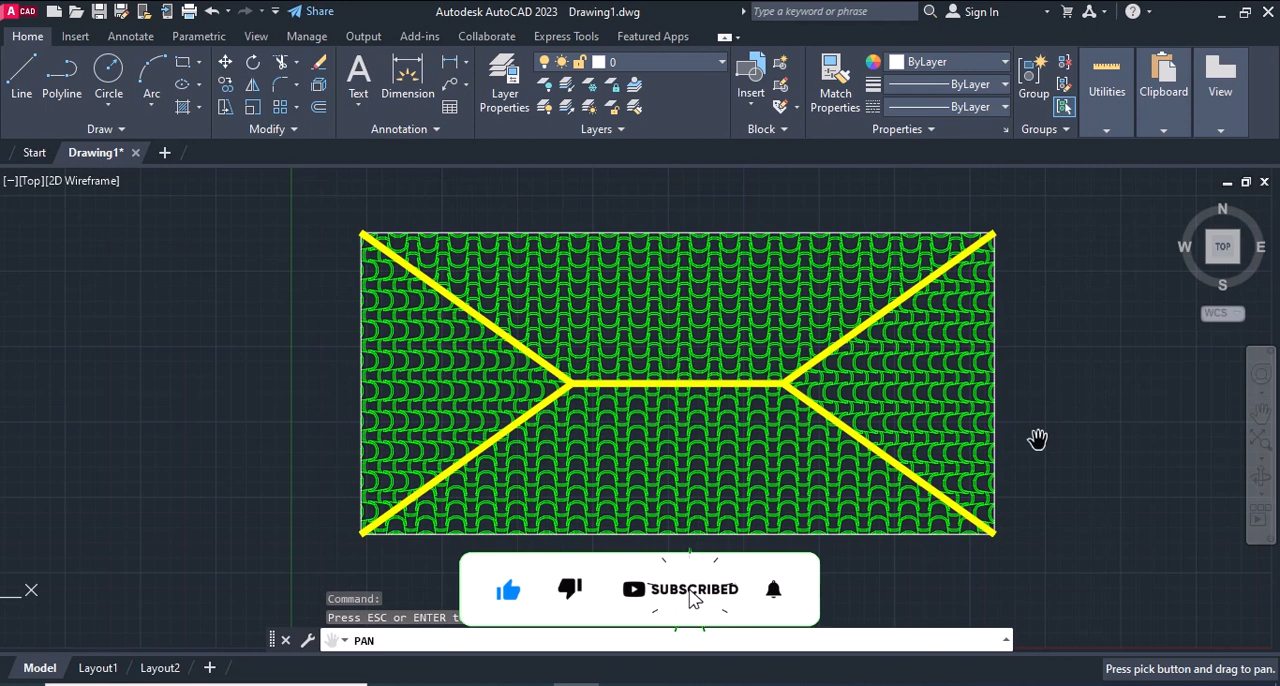 CAD Share Autodesk AutoCAD 2023 Drawing1.dwg Type a keyword or phrase Sign In
Home Insert Annotate Parametric View Manage Output Add-ins Collaborate Express Tools Featured Apps
0 ByLayer
Line Polyline Circle Arc Text Dimension Layer Properties ByLayer Insert Match Properties Group Utilities Clipboard View
ByLayer
Draw Modify Annotation Layers Block Properties Groups
Start Drawing1* +
[−][Top][2D Wireframe]
N
W TOP E
S
WCS
SUBSCRIBED
Command:
Press ESC or ENTER t
PAN
Model Layout1 Layout2 +
Press pick button and drag to pan.